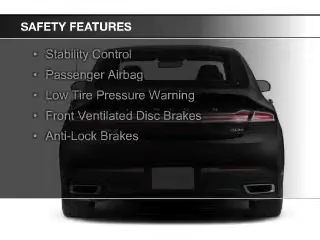 SAFETY FEATURES
• Stability Control
• Passenger Airbag
• Low Tire Pressure Warning
• Front Ventilated Disc Brakes
• Anti-Lock Brakes